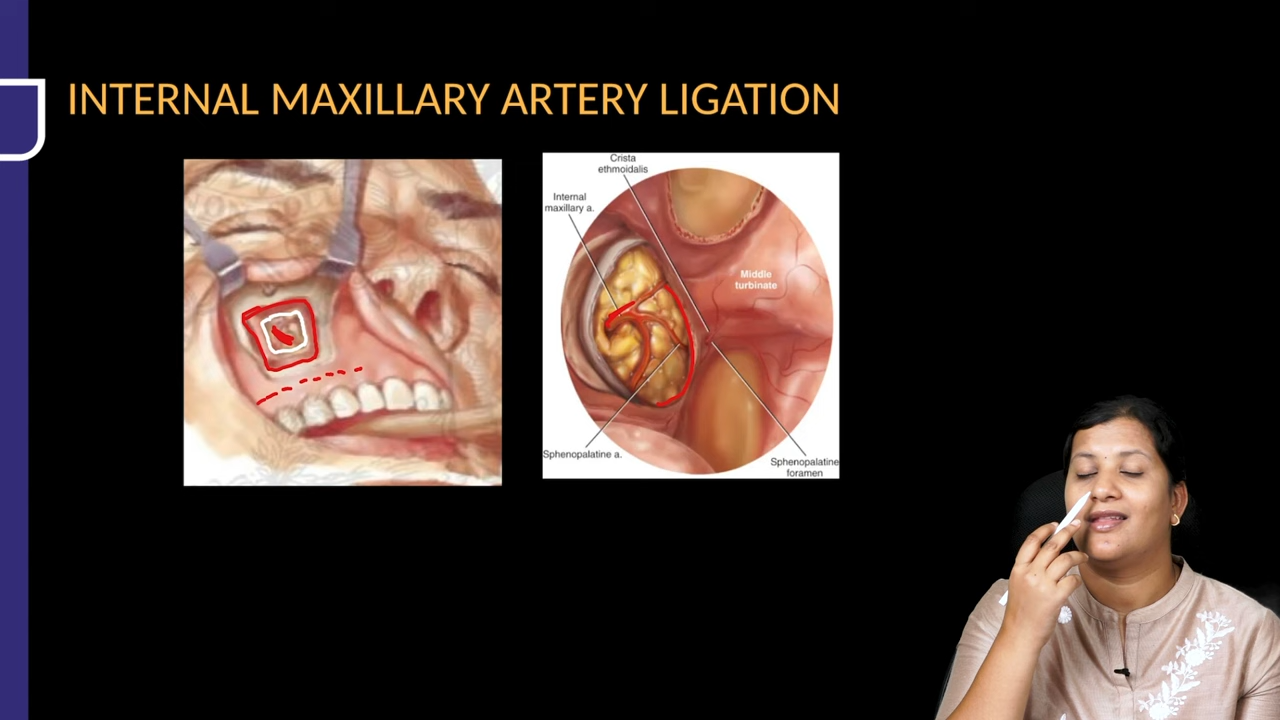 INTERNAL MAXILLARY ARTERY LIGATION
Crista
ethmoidalis
Internal
maxillary a.
Middle
turbinate
Sphenopalatine a.
Sphenopalatine
foramen